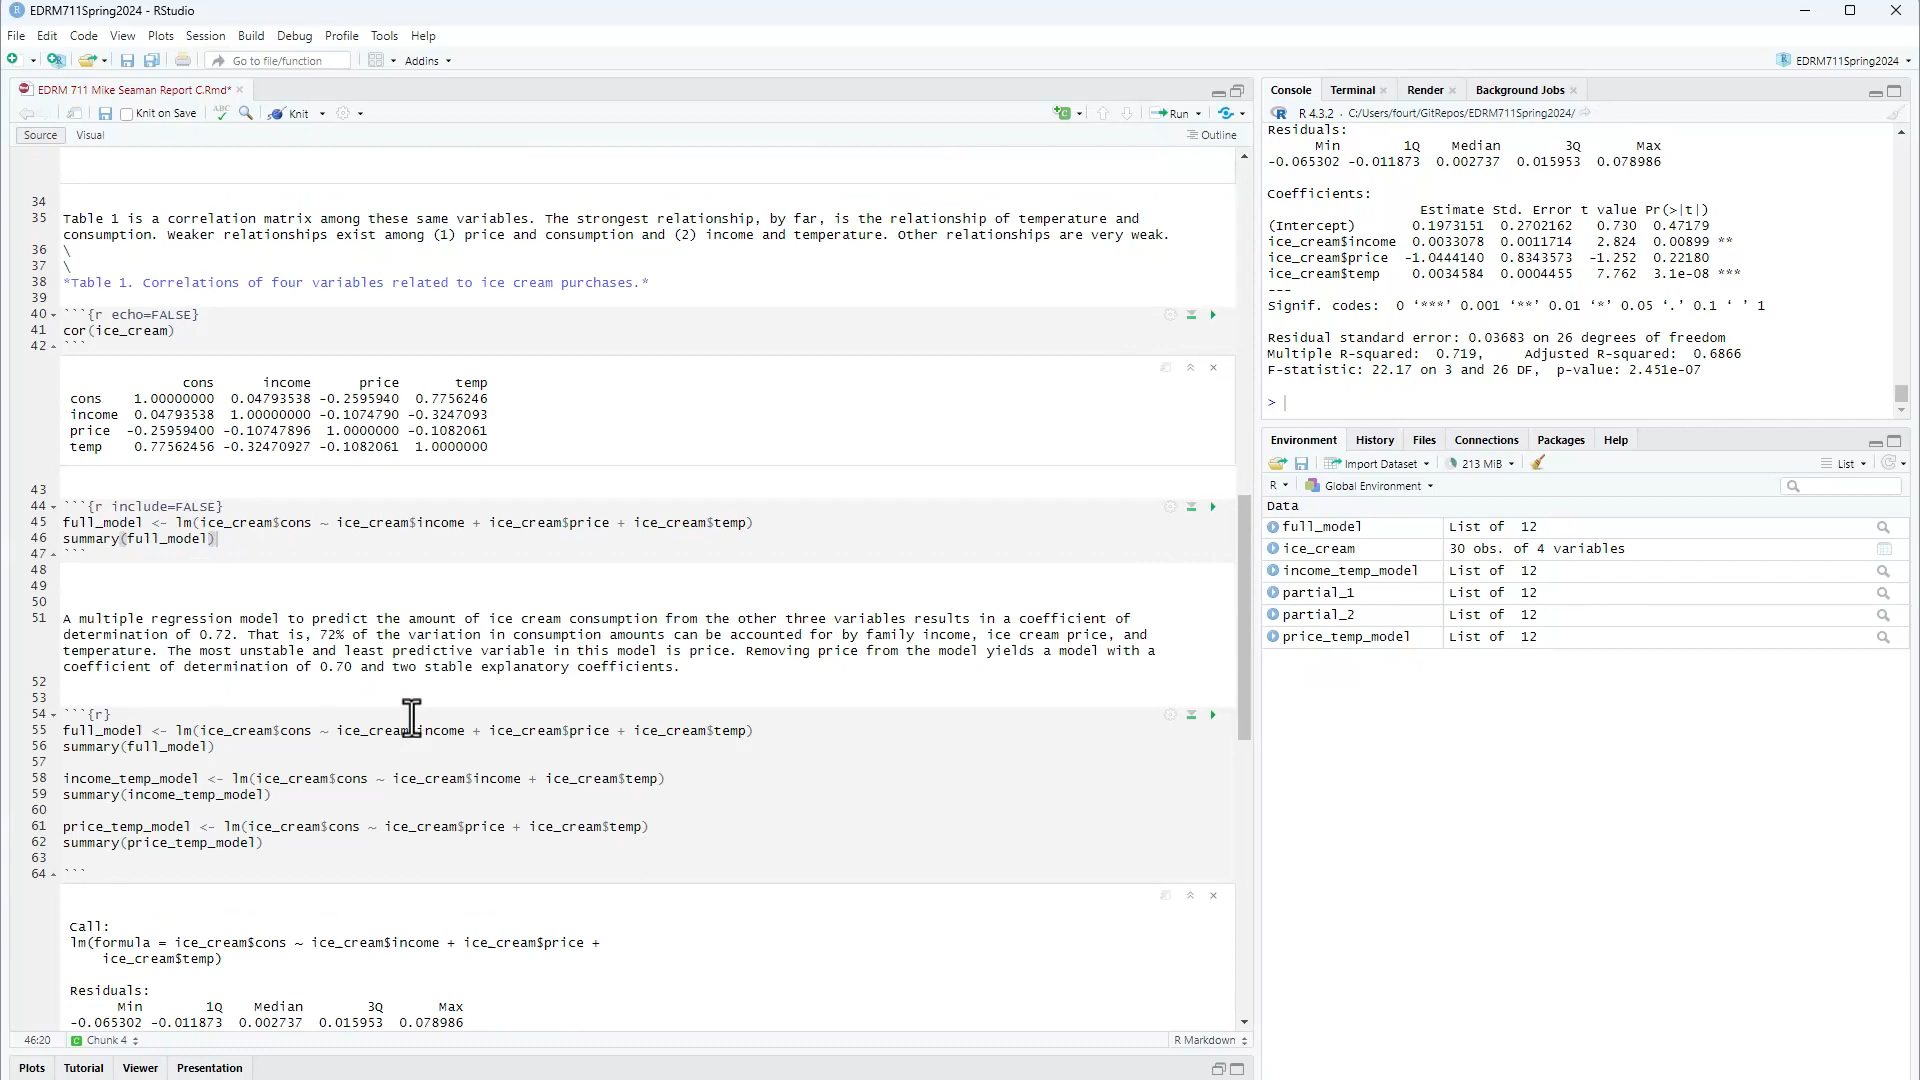 EDRM711Spring2024 - RStudio
File Edit Code View Plots Session Build Debug Profile Tools Help
Go to file/function Addins EDRM711Spring2024
EDRM 711 Mike Seaman Report C.Rmd*
Knit on Save ABC Knit Run
Source Visual Outline
34
35 Table 1 is a correlation matrix among these same variables. The strongest relationship, by far, is the relationship of temperature and
consumption. Weaker relationships exist among (1) price and consumption and (2) income and temperature. Other relationships are very weak.
36 \
37 \
38 *Table 1. Correlations of four variables related to ice cream purchases.*
39
40 ```{r echo=FALSE}
41 cor(ice_cream)
42 ```
cons income price temp
cons 1.00000000 0.04793538 -0.2595940 0.7756246
income 0.04793538 1.00000000 -0.1074790 -0.3247093
price -0.25959400 -0.10747896 1.0000000 -0.1082061
temp 0.77562456 -0.32470927 -0.1082061 1.0000000
43
44 ```{r include=FALSE}
45 full_model <- lm(ice_cream$cons ~ ice_cream$income + ice_cream$price + ice_cream$temp)
46 summary(full_model)
47 ```
48
49
50
51 A multiple regression model to predict the amount of ice cream consumption from the other three variables results in a coefficient of
determination of 0.72. That is, 72% of the variation in consumption amounts can be accounted for by family income, ice cream price, and
temperature. The most unstable and least predictive variable in this model is price. Removing price from the model yields a model with a
coefficient of determination of 0.70 and two stable explanatory coefficients.
52
53
54 ```{r}
55 full_model <- lm(ice_cream$cons ~ ice_cream$income + ice_cream$price + ice_cream$temp)
56 summary(full_model)
57
58 income_temp_model <- lm(ice_cream$cons ~ ice_cream$income + ice_cream$temp)
59 summary(income_temp_model)
60
61 price_temp_model <- lm(ice_cream$cons ~ ice_cream$price + ice_cream$temp)
62 summary(price_temp_model)
63
64 ```
Call:
lm(formula = ice_cream$cons ~ ice_cream$income + ice_cream$price +
ice_cream$temp)
Residuals:
Min 1Q Median 3Q Max
-0.065302 -0.011873 0.002737 0.015953 0.078986
46:20 Chunk 4 R Markdown
Plots Tutorial Viewer Presentation
Console Terminal Render Background Jobs
R 4.3.2 · C:/Users/fourt/GitRepos/EDRM711Spring2024/
Residuals:
Min 1Q Median 3Q Max
-0.065302 -0.011873 0.002737 0.015953 0.078986
Coefficients:
Estimate Std. Error t value Pr(>|t|)
(Intercept) 0.1973151 0.2702162 0.730 0.47179
ice_cream$income 0.0033078 0.0011714 2.824 0.00899 **
ice_cream$price -1.0444140 0.8343573 -1.252 0.22180
ice_cream$temp 0.0034584 0.0004455 7.762 3.1e-08 ***
---
Signif. codes: 0 ‘***’ 0.001 ‘**’ 0.01 ‘*’ 0.05 ‘.’ 0.1 ‘ ’ 1
Residual standard error: 0.03683 on 26 degrees of freedom
Multiple R-squared: 0.719, Adjusted R-squared: 0.6866
F-statistic: 22.17 on 3 and 26 DF, p-value: 2.451e-07
>
Environment History Files Connections Packages Help
Import Dataset 213 MiB List
R Global Environment
Data
full_model List of 12
ice_cream 30 obs. of 4 variables
income_temp_model List of 12
partial_1 List of 12
partial_2 List of 12
price_temp_model List of 12